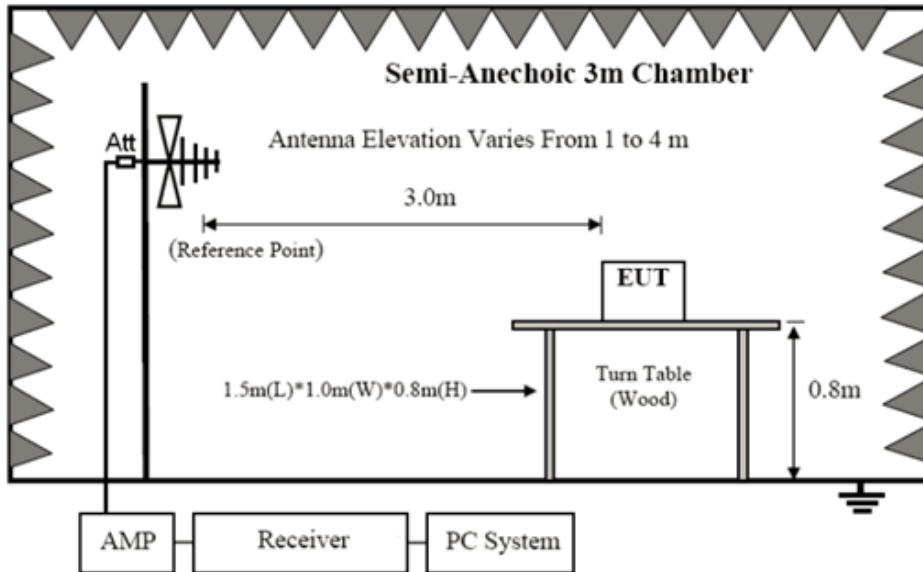 Semi-Anechoic 3m Chamber
Att
Antenna Elevation Varies From 1 to 4 m
3.0m
(Reference Point)
EUT
1.5m(L)*1.0m(W)*0.8m(H)
Turn Table
(Wood)
0.8m
AMP
Receiver
PC System